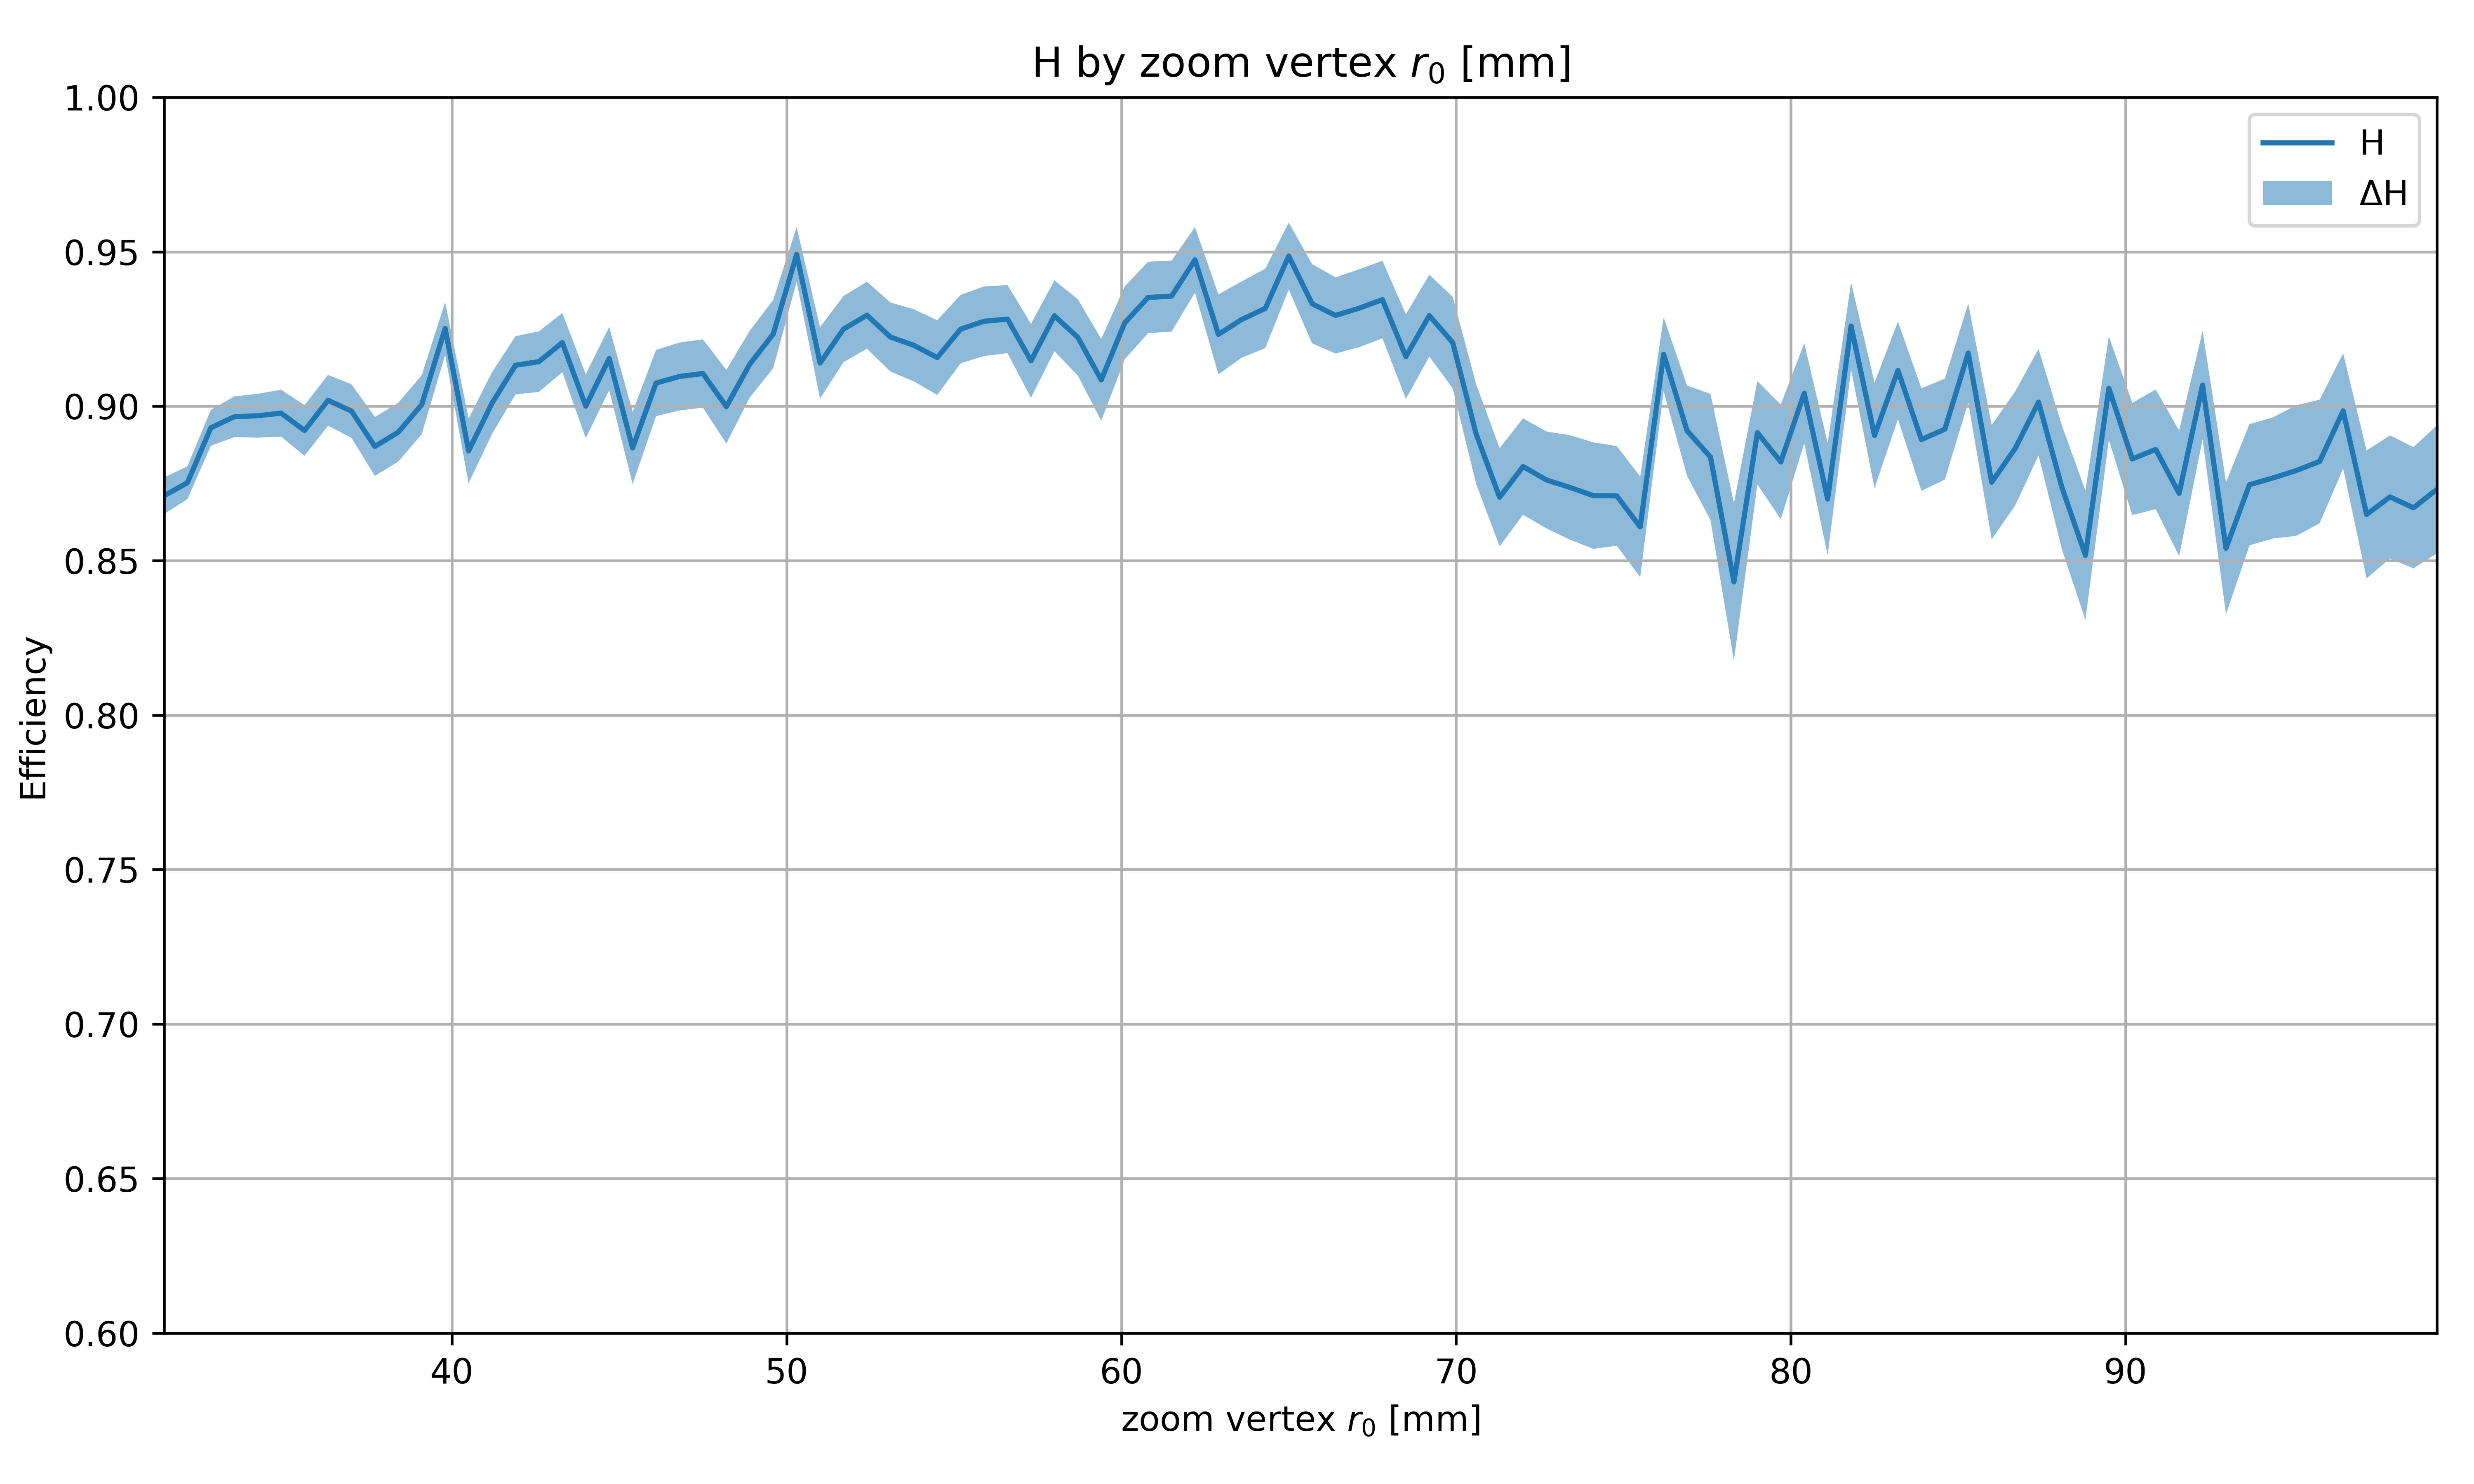 H by zoom vertex r₀ [mm]
1.00
0.95
0.90
0.85
0.80
0.75
0.70
0.65
0.60
Efficiency
H
ΔH
40 50 60 70 80 90
zoom vertex r₀ [mm]